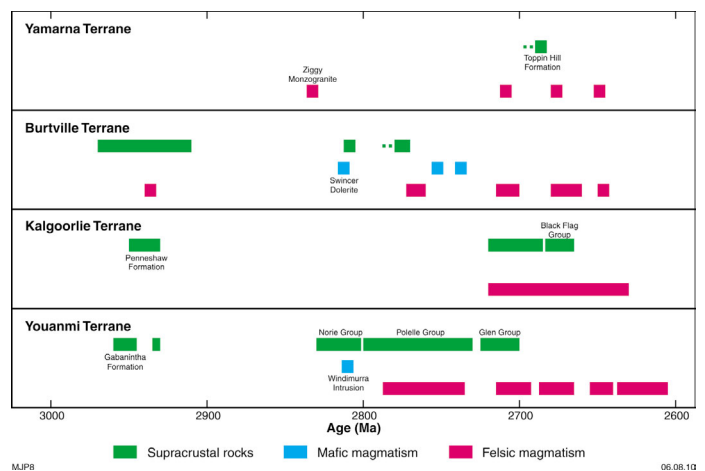 Yamarna Terrane
Ziggy
Monzogranite
Toppin Hill
Formation
Burtville Terrane
Swincer
Dolerite
Kalgoorlie Terrane
Penneshaw
Formation
Black Flag
Group
Youanmi Terrane
Gabanintha
Formation
Norie Group
Polelle Group
Glen Group
Windimurra
Intrusion
3000 2900 2800 2700 2600
Age (Ma)
Supracrustal rocks Mafic magmatism Felsic magmatism
MJP8 06.08.10